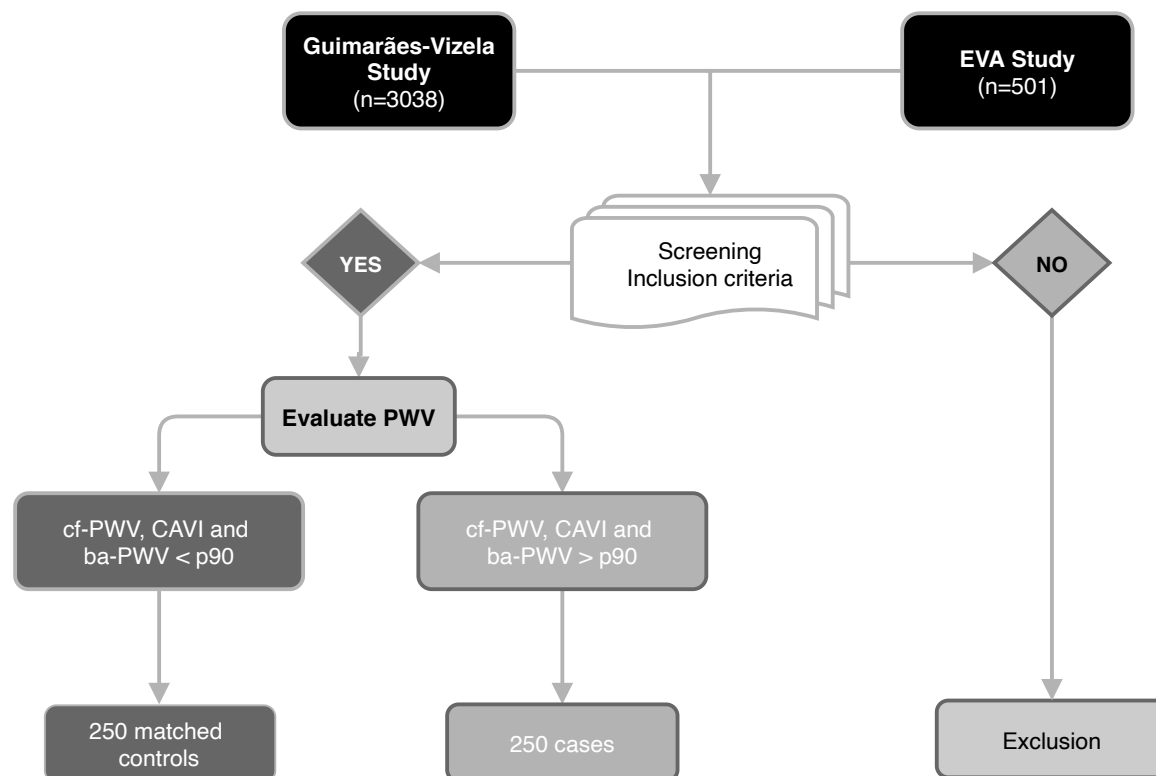 Guimarães-Vizela
Study
(n=3038)
EVA Study
(n=501)
Screening
Inclusion criteria
YES
NO
Evaluate PWV
cf-PWV, CAVI and
ba-PWV < p90
cf-PWV, CAVI and
ba-PWV > p90
250 matched
controls
250 cases
Exclusion